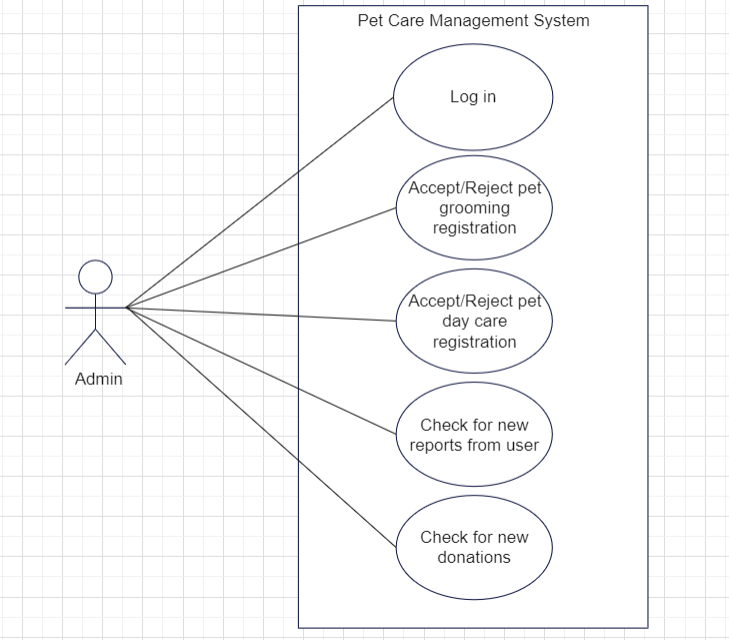 Pet Care Management System
Log in
Accept/Reject pet
grooming
registration
Accept/Reject pet
day care
registration
Admin
Check for new
reports from user
Check for new
donations